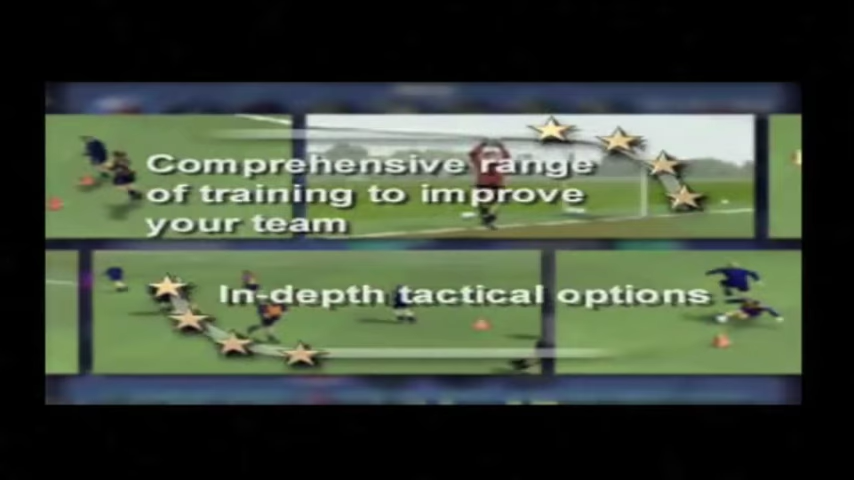 Comprehensive range
of training to improve
your team
In-depth tactical options